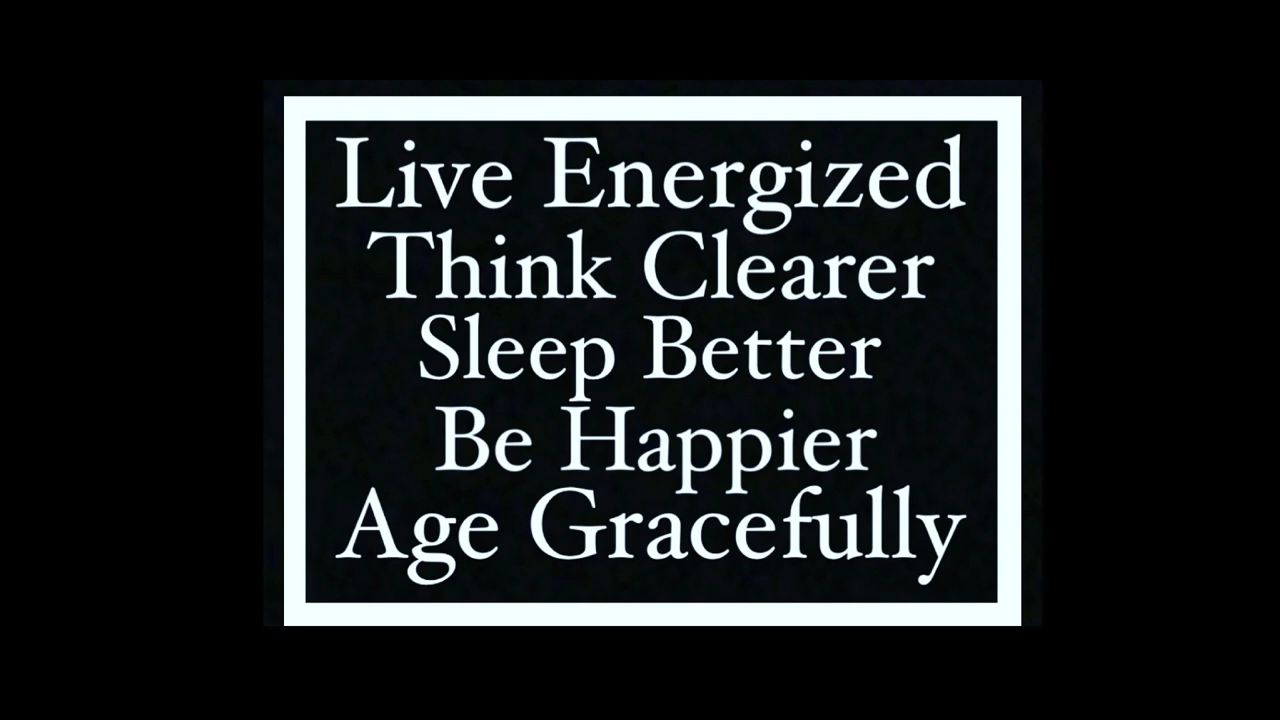 Live Energized
Think Clearer
Sleep Better
Be Happier
Age Gracefully